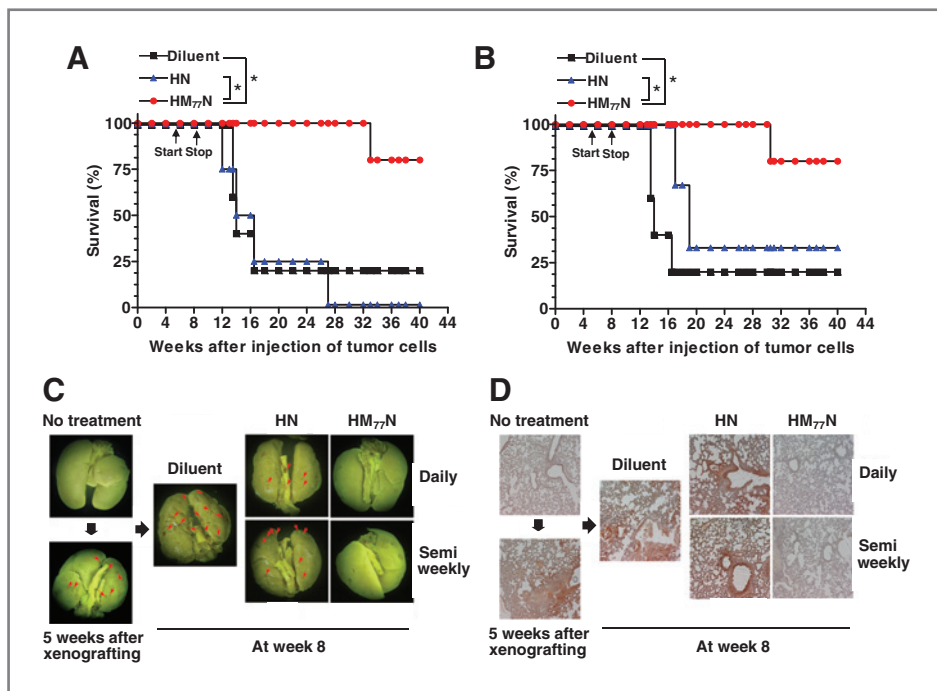 A
Diluent
HN
HM77N
*
*
Survival (%)
100
75
50
25
0
Start Stop
0 4 8 12 16 20 24 28 32 36 40 44
Weeks after injection of tumor cells
B
Diluent
HN
HM77N
*
*
Survival (%)
100
75
50
25
0
Start Stop
0 4 8 12 16 20 24 28 32 36 40 44
Weeks after injection of tumor cells
C
No treatment
HN
HM77N
Diluent
Daily
Semi
weekly
5 weeks after
xenografting
At week 8
D
No treatment
HN
HM77N
Diluent
Daily
Semi
weekly
5 weeks after
xenografting
At week 8